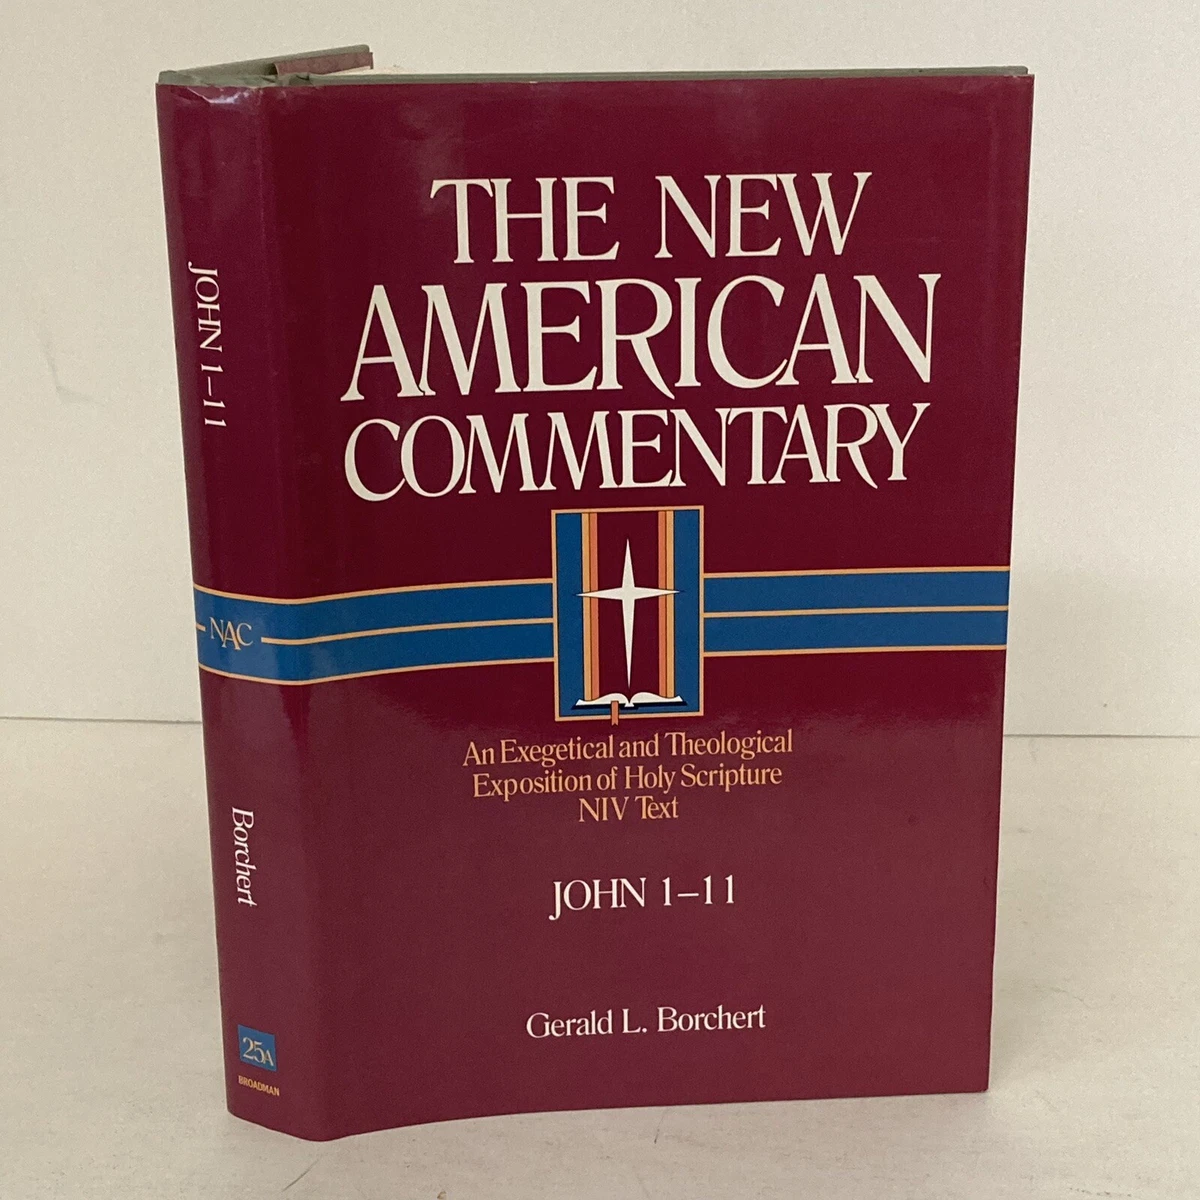 THE NEW
AMERICAN
COMMENTARY
An Exegetical and Theological
Exposition of Holy Scripture
NIV Text
JOHN 1–11
Gerald L. Borchert
JOHN 1–11
NAC
Borchert
25A
BROADMAN